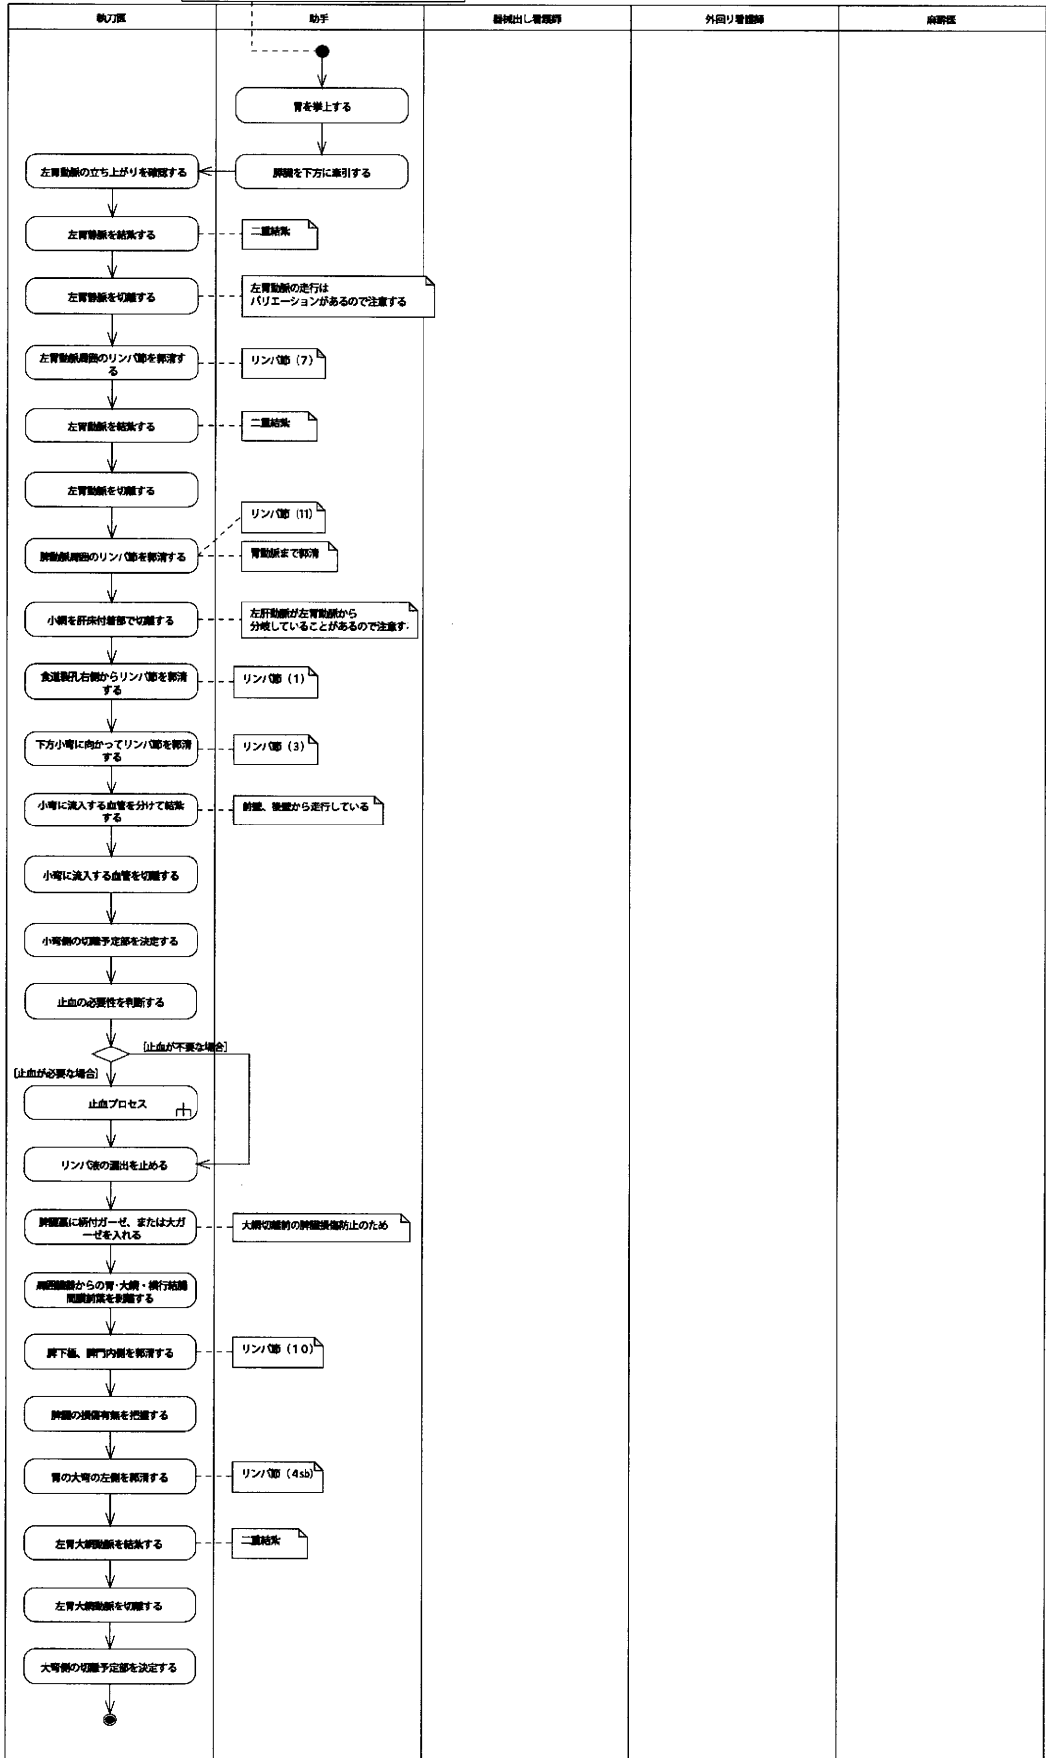 執刀医
助手
器械出し看護師
外回り看護師
麻酔医
胃を挙上する
膵臓を下方に牽引する
左胃動脈の立ち上がりを確認する
左胃静脈を結紮する
二重結紮
左胃静脈を切離する
左胃動脈の走行は
バリエーションがあるので注意する
左胃動脈周囲のリンパ節を郭清す
る
リンパ節（7）
左胃動脈を結紮する
二重結紮
左胃動脈を切離する
リンパ節（11）
脾動脈周囲のリンパ節を郭清する
胃動脈まで郭清
小網を肝床付着部で切離する
左肝動脈が左胃動脈から
分岐していることがあるので注意す
食道裂孔右側からリンパ節を郭清
する
リンパ節（1）
下方小弯に向かってリンパ節を郭清
する
リンパ節（3）
小弯に流入する血管を分けて結紮
する
前壁、後壁から走行している
小弯に流入する血管を切離する
小弯側の切離予定部を決定する
止血の必要性を判断する
[止血が不要な場合]
[止血が必要な場合]
止血プロセス
リンパ液の漏出を止める
脾臓裏に柄付ガーゼ、または大ガ
ーゼを入れる
大網切離前の脾臓損傷防止のため
周囲臓器からの胃・大網・横行結腸
間膜前葉を剥離する
脾下極、脾門内側を郭清する
リンパ節（10）
脾臓の損傷有無を把握する
胃の大弯の左側を郭清する
リンパ節（4sb）
左胃大網動脈を結紮する
二重結紮
左胃大網動脈を切離する
大弯側の切離予定部を決定する